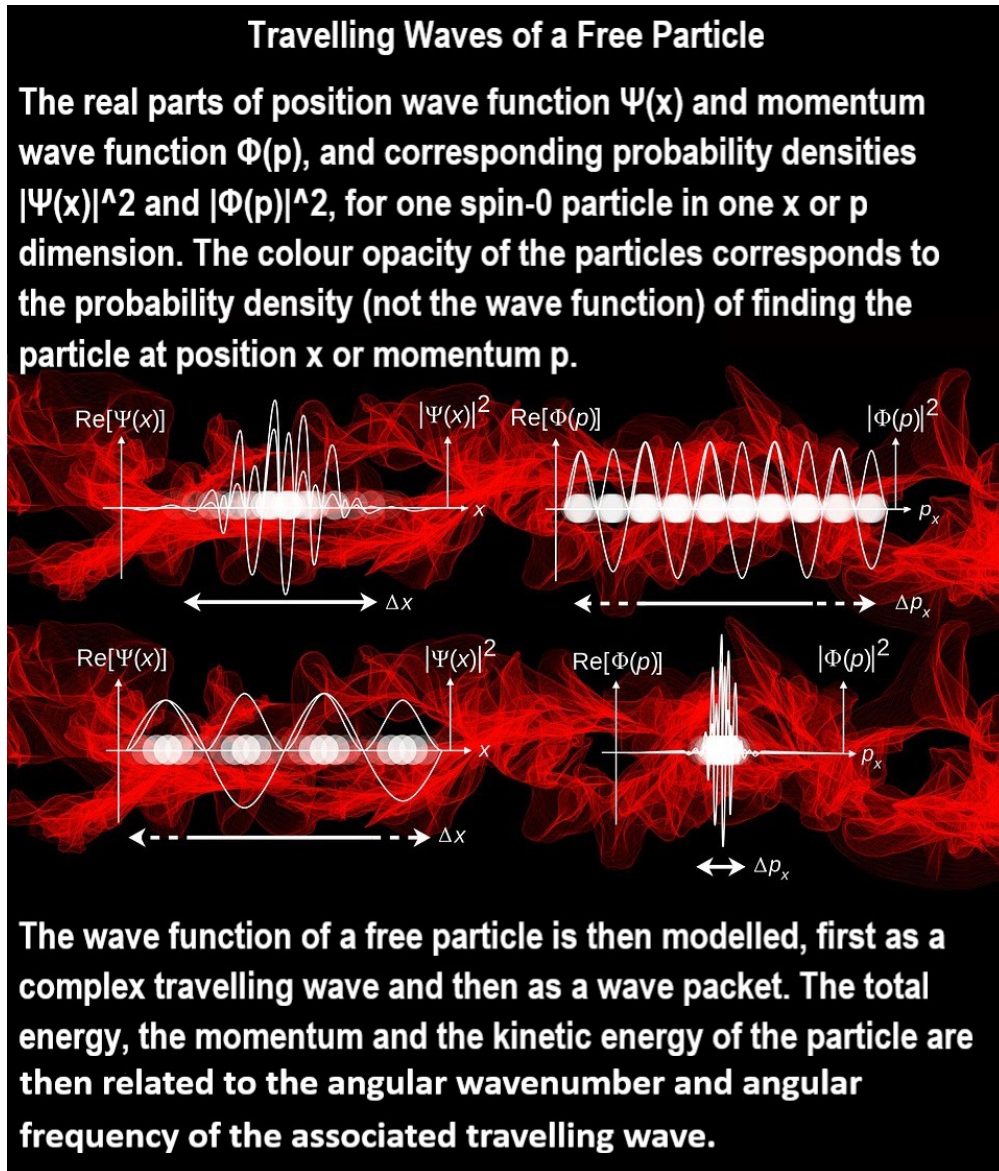 Travelling Waves of a Free Particle
The real parts of position wave function Ψ(x) and momentum
wave function Φ(p), and corresponding probability densities
|Ψ(x)|^2 and |Φ(p)|^2, for one spin-0 particle in one x or p
dimension. The colour opacity of the particles corresponds to
the probability density (not the wave function) of finding the
particle at position x or momentum p.
Re[Ψ(x)] |Ψ(x)|² Re[Φ(p)] |Φ(p)|²
x pₓ
Δx Δpₓ
Re[Ψ(x)] |Ψ(x)|² Re[Φ(p)] |Φ(p)|²
x pₓ
Δx Δpₓ
The wave function of a free particle is then modelled, first as a
complex travelling wave and then as a wave packet. The total
energy, the momentum and the kinetic energy of the particle are
then related to the angular wavenumber and angular
frequency of the associated travelling wave.